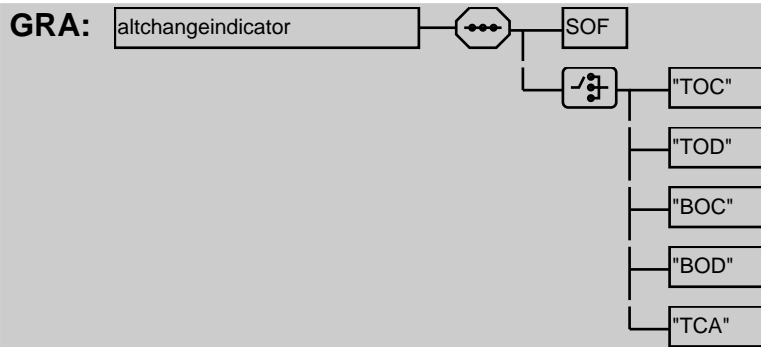 GRA: altchangeindicator SOF
"TOC"
"TOD"
"BOC"
"BOD"
"TCA"